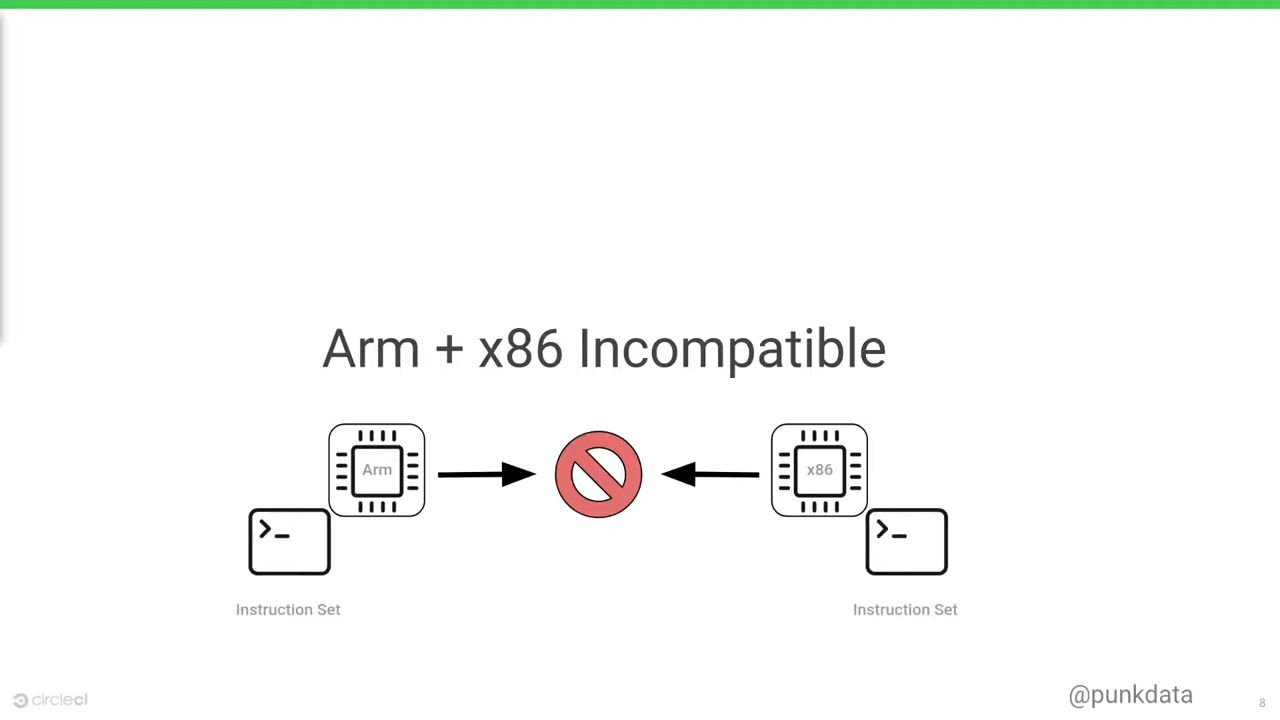 Arm + x86 Incompatible
Arm
x86
>_
>_
Instruction Set
Instruction Set
circleci
@punkdata
8